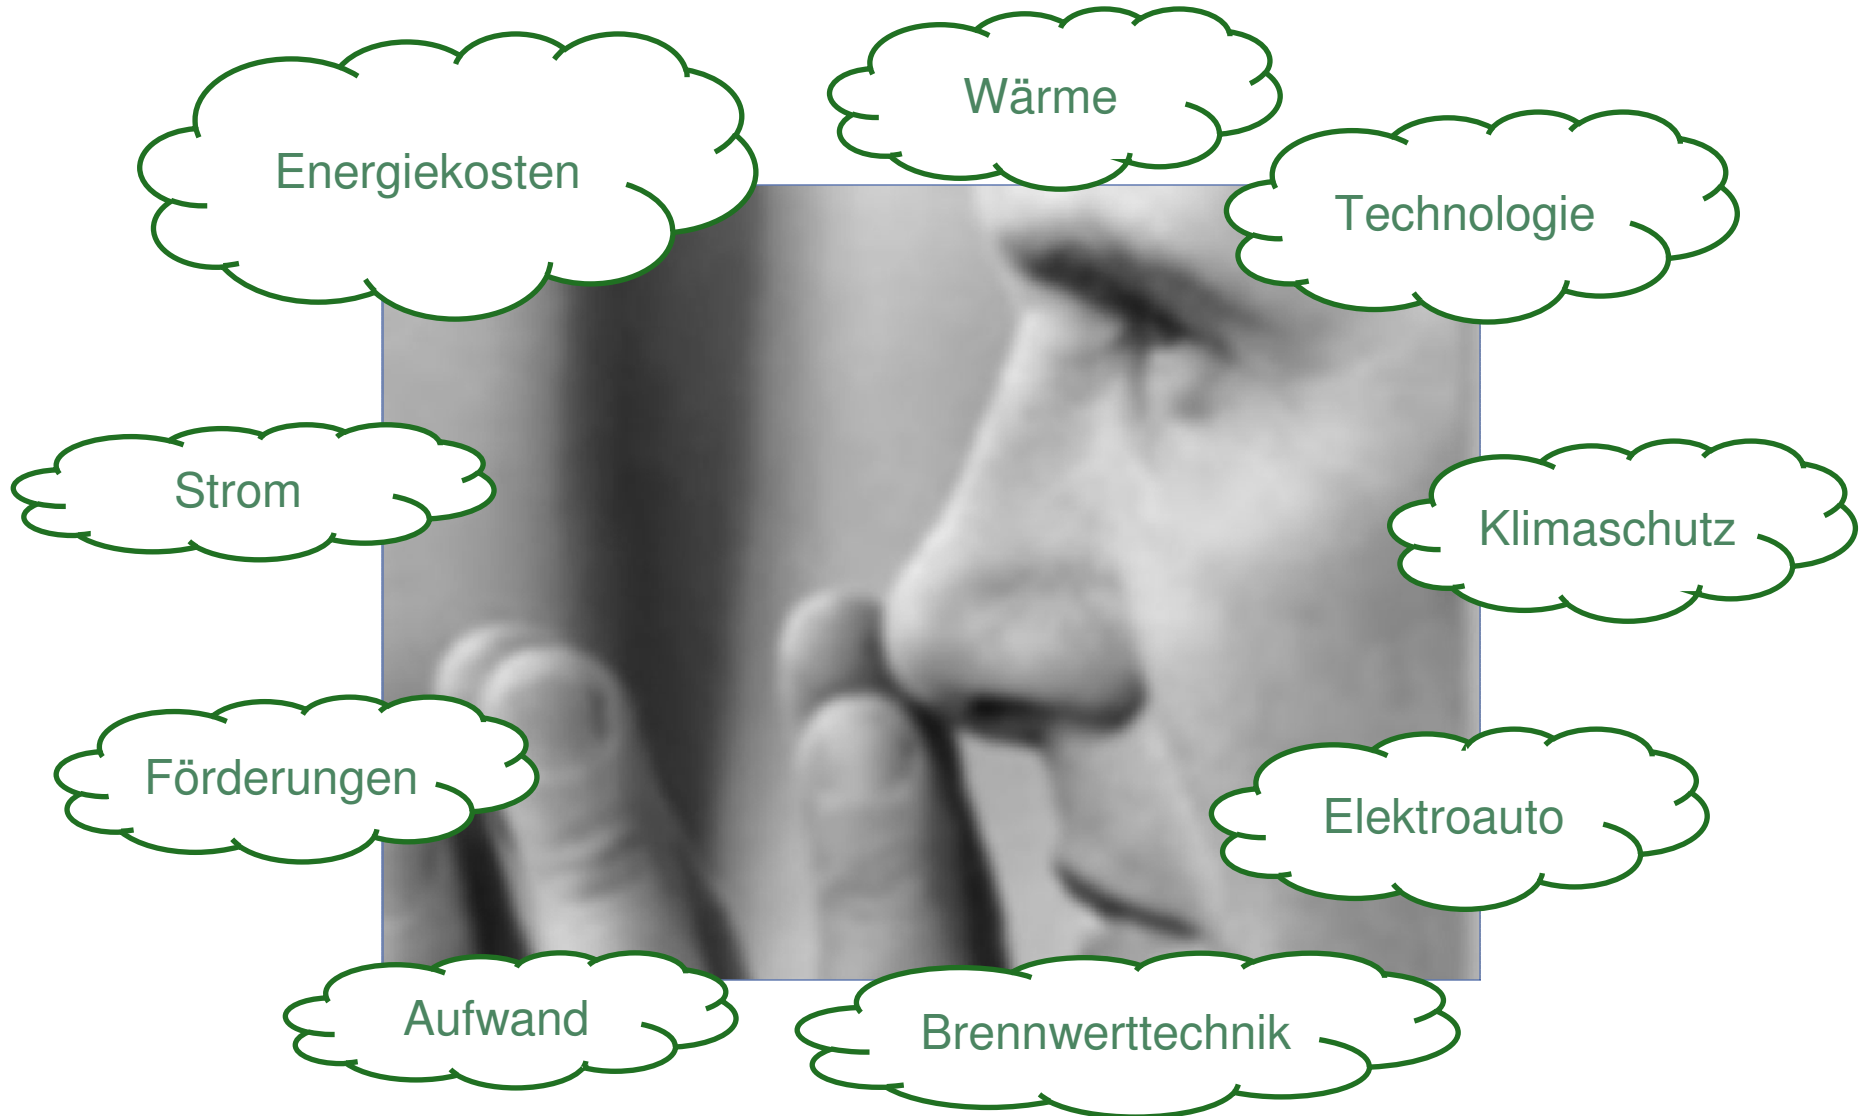 Wärme
Energiekosten
Technologie
Strom
Klimaschutz
Förderungen
Elektroauto
Aufwand
Brennwerttechnik